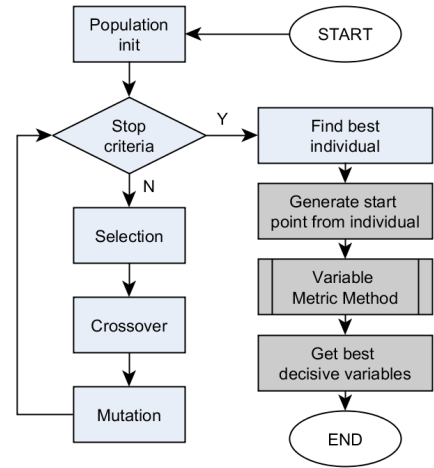 Population
init
START
Stop
criteria
Y
N
Find best
individual
Selection
Generate start
point from individual
Crossover
Variable
Metric Method
Mutation
Get best
decisive variables
END